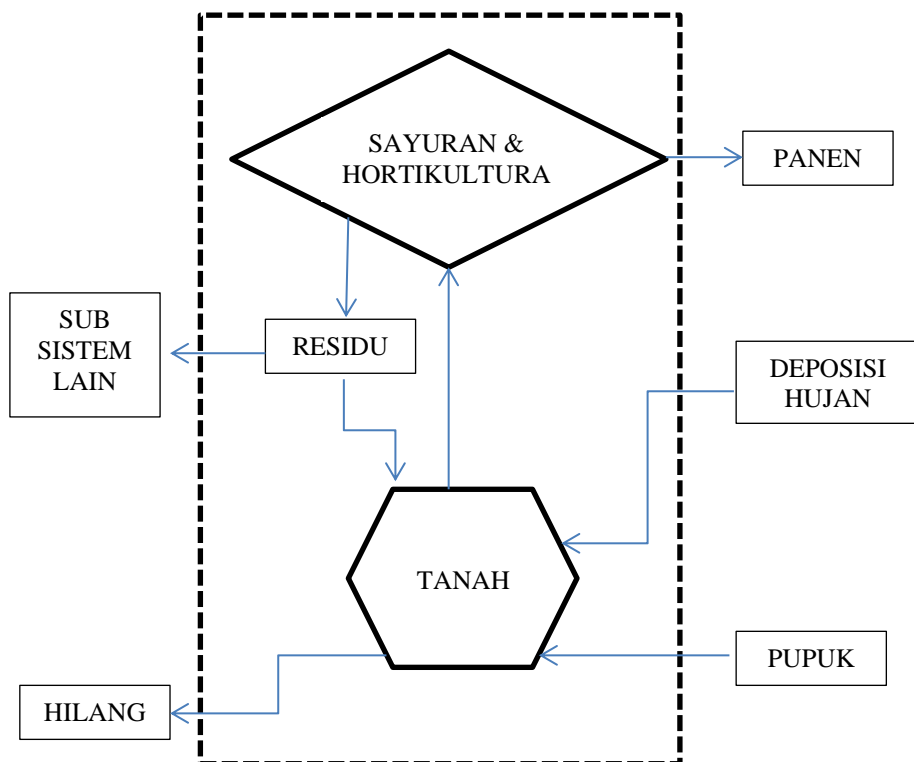 SAYURAN &
HORTIKULTURA
PANEN
SUB
SISTEM
LAIN
RESIDU
DEPOSISI
HUJAN
TANAH
PUPUK
HILANG